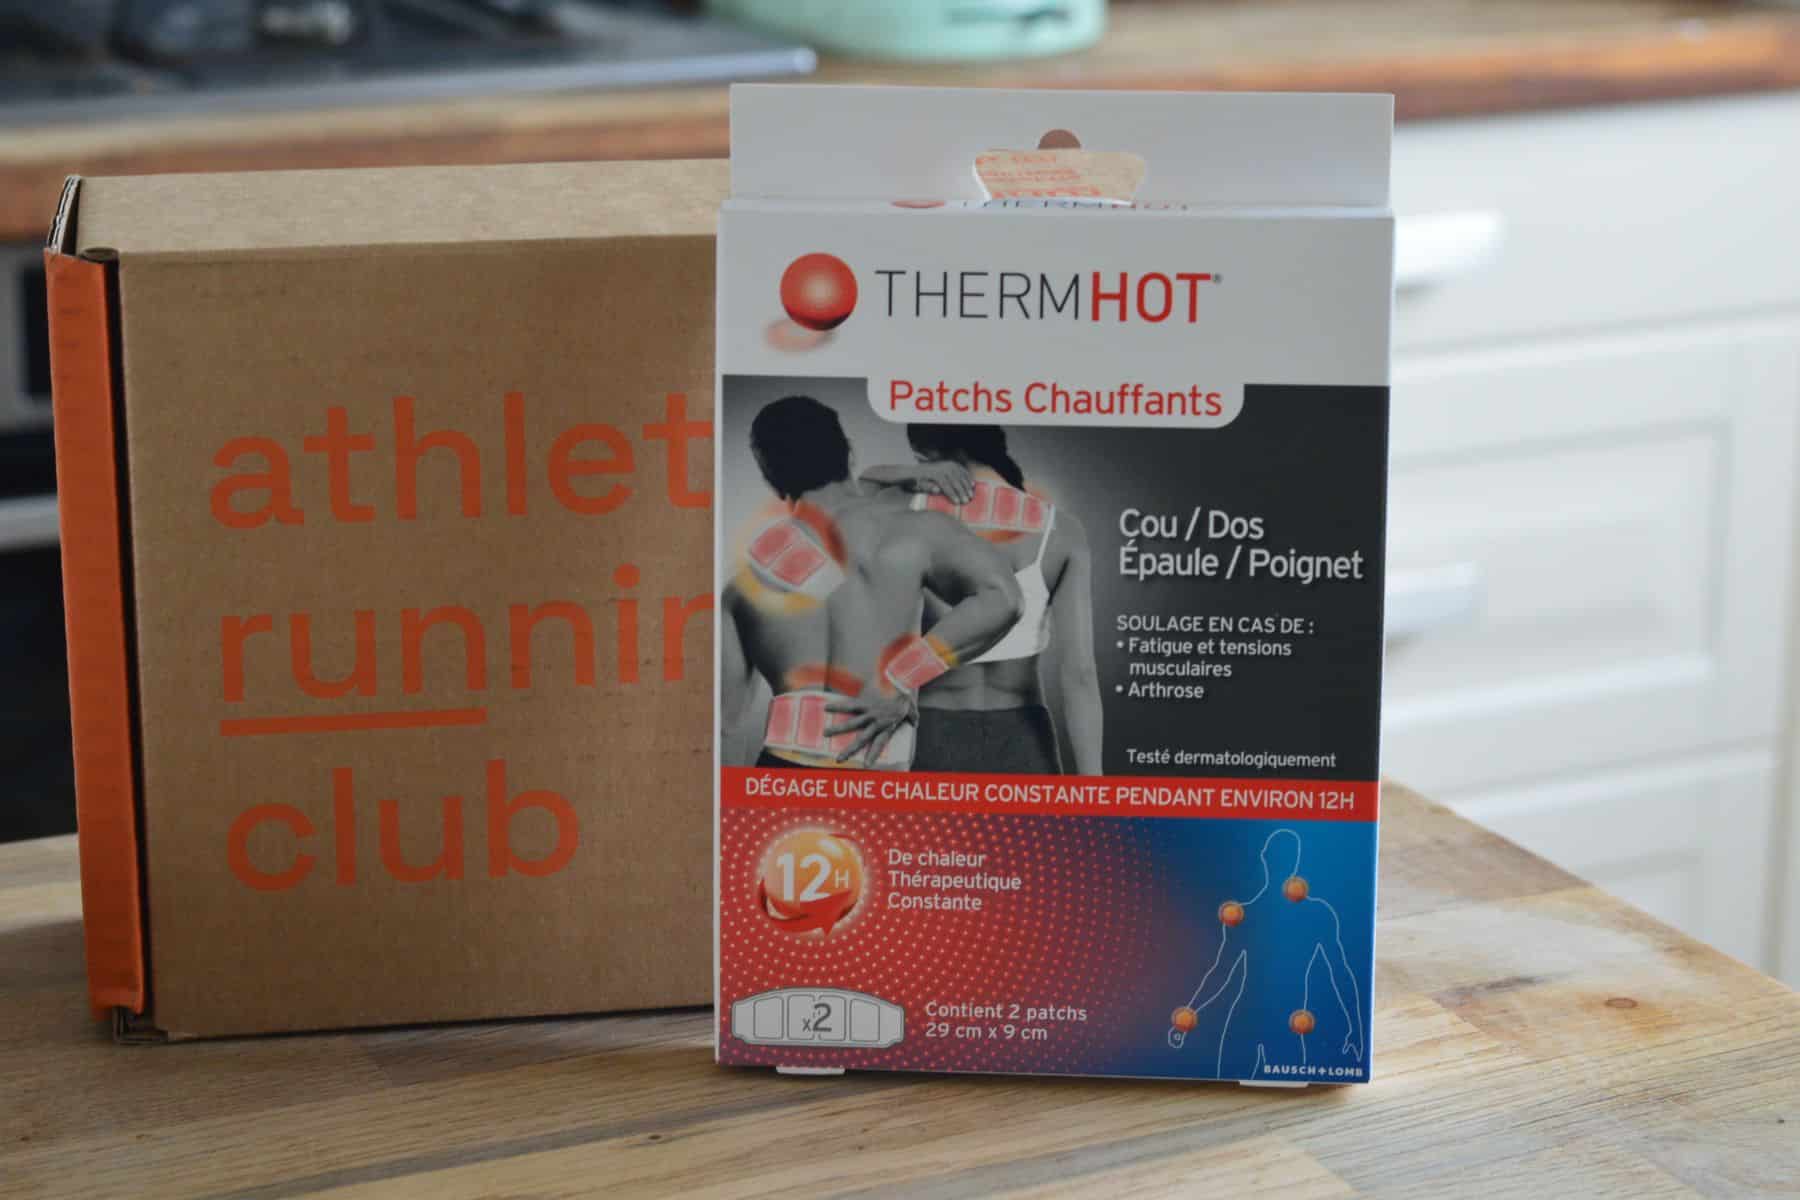 athlet
runnin
club
THERMHOT
THERMHOT®
Patchs Chauffants
Cou / Dos
Épaule / Poignet
SOULAGE EN CAS DE :
• Fatigue et tensions
musculaires
• Arthrose
Testé dermatologiquement
DÉGAGE UNE CHALEUR CONSTANTE PENDANT ENVIRON 12H
12H
De chaleur
Thérapeutique
Constante
x2
Contient 2 patchs
29 cm x 9 cm
BAUSCH+LOMB